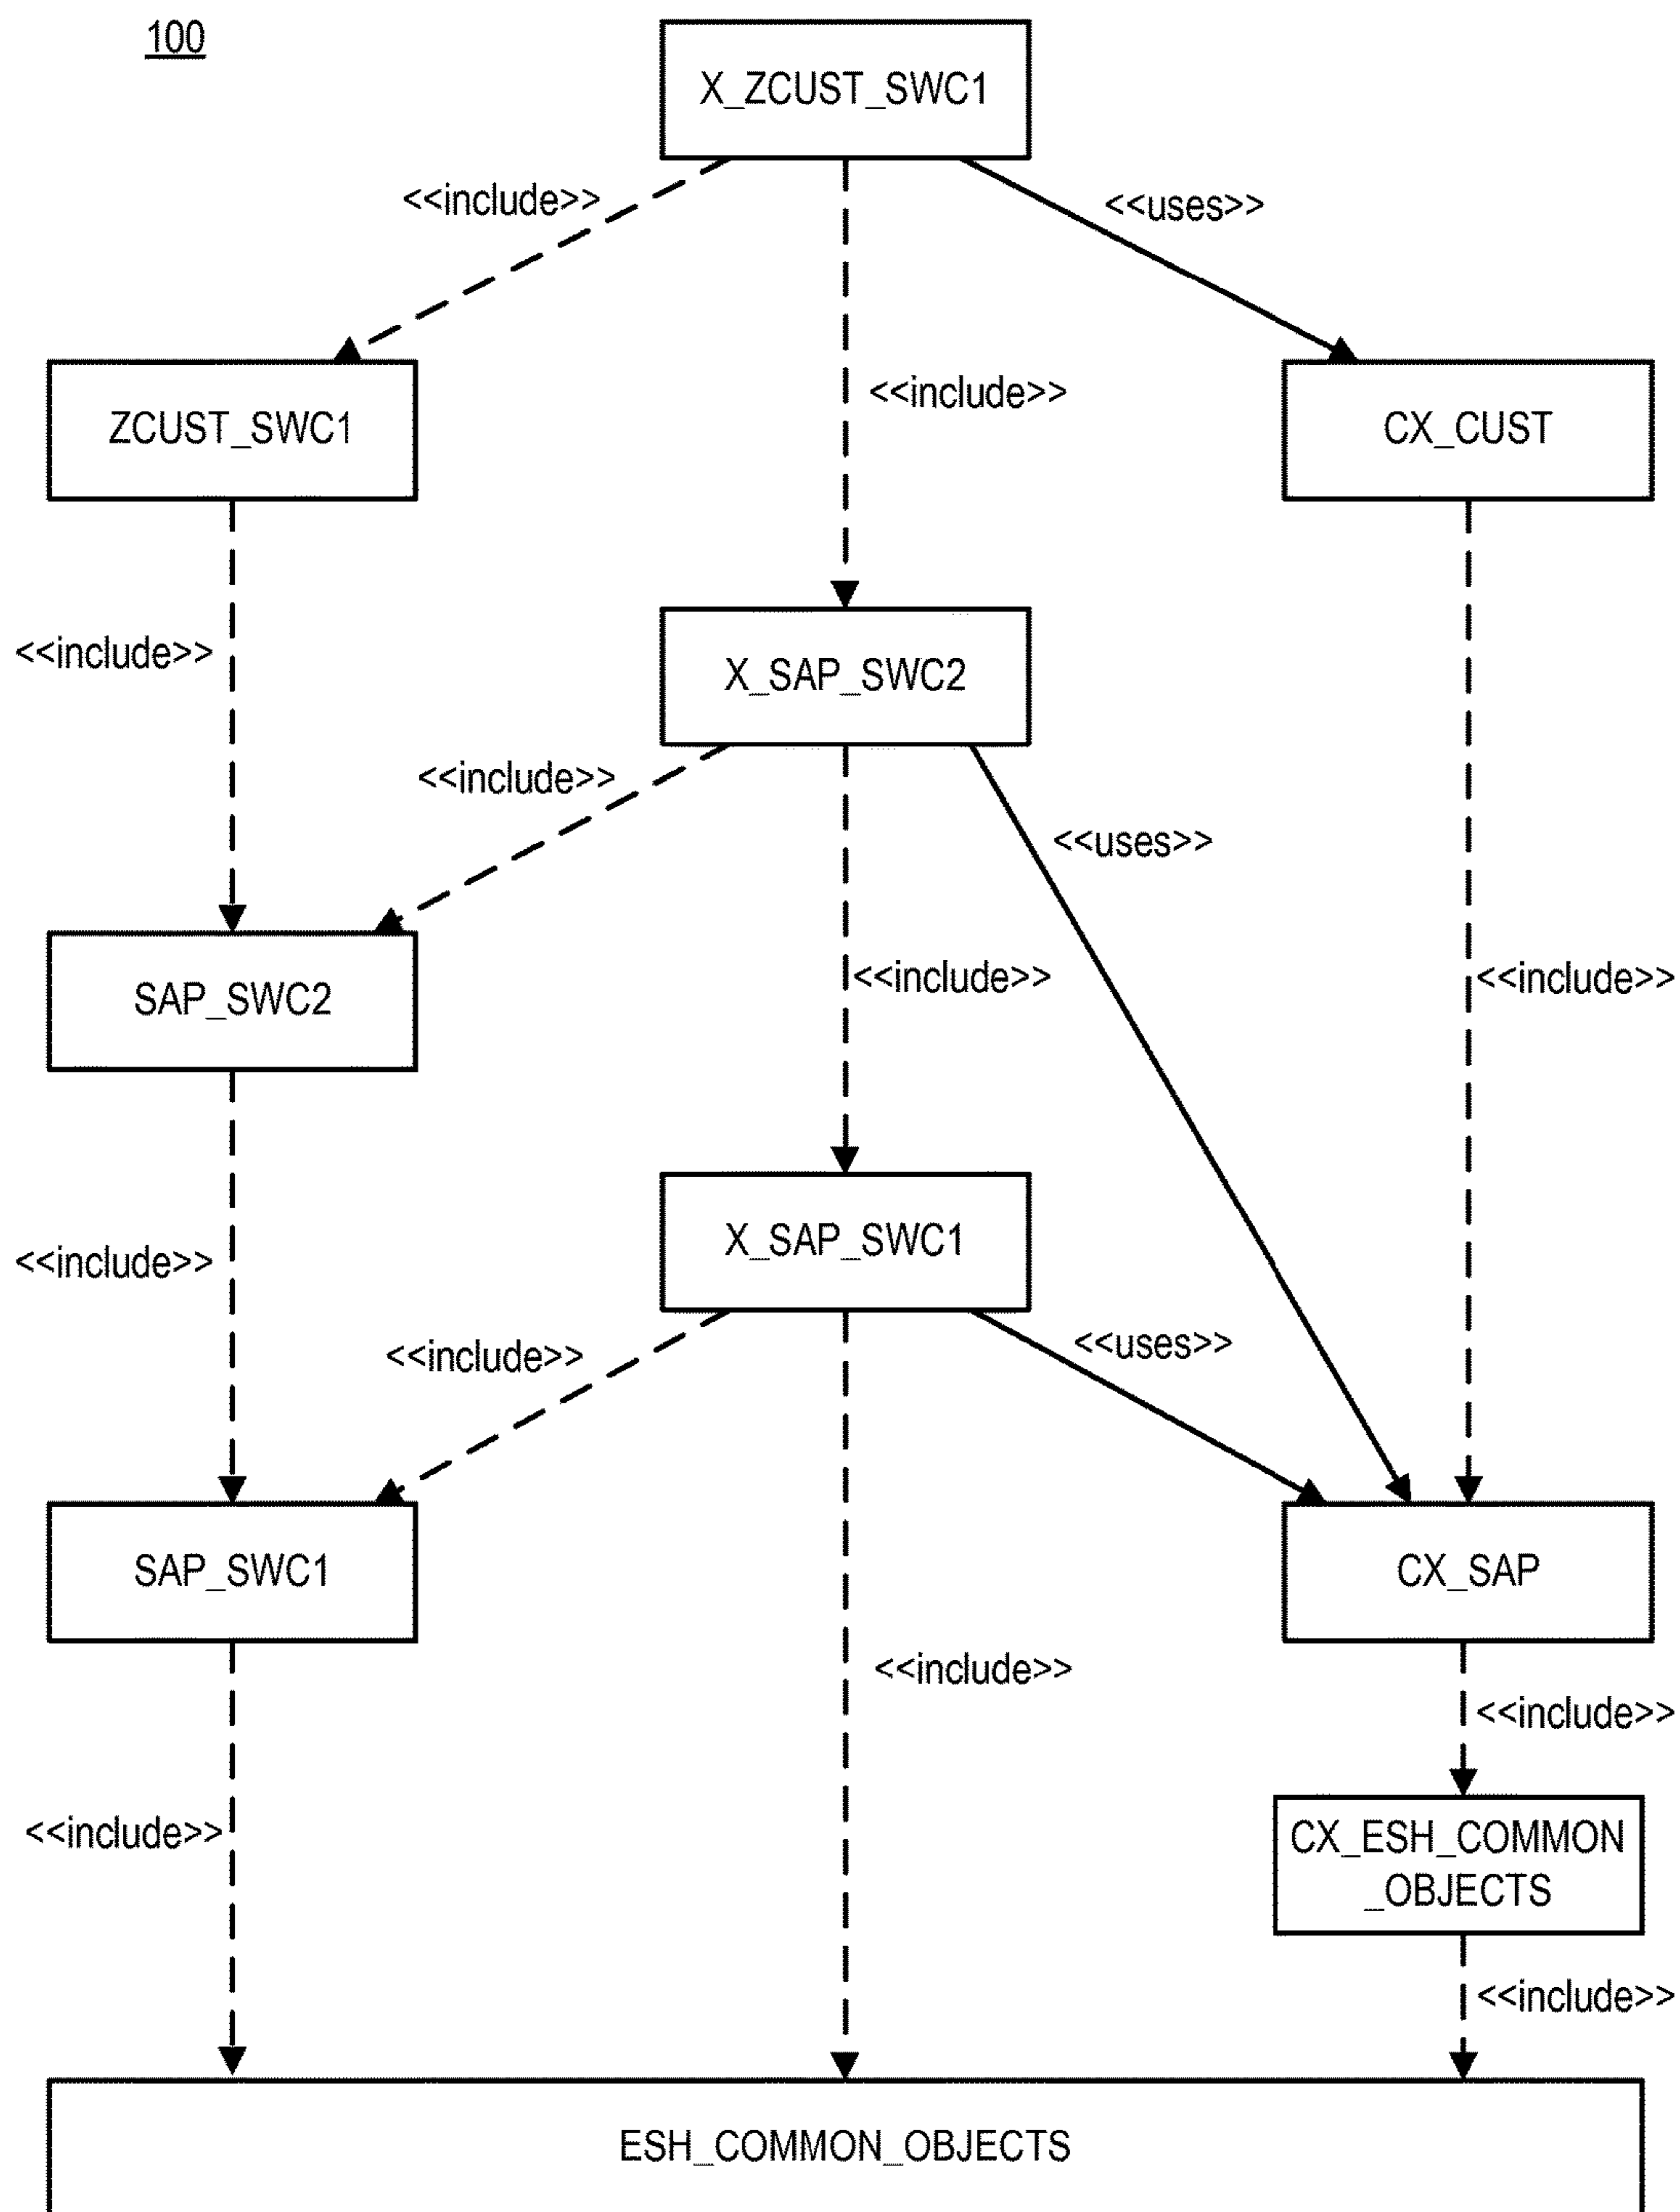 100
X_ZCUST_SWC1
<<include>>
<<uses>>
<<include>>
ZCUST_SWC1
CX_CUST
<<include>>
X_SAP_SWC2
<<include>>
<<uses>>
<<include>>
<<include>>
SAP_SWC2
X_SAP_SWC1
<<include>>
<<include>>
<<uses>>
SAP_SWC1
CX_SAP
<<include>>
<<include>>
<<include>>
CX_ESH_COMMON
_OBJECTS
<<include>>
ESH_COMMON_OBJECTS